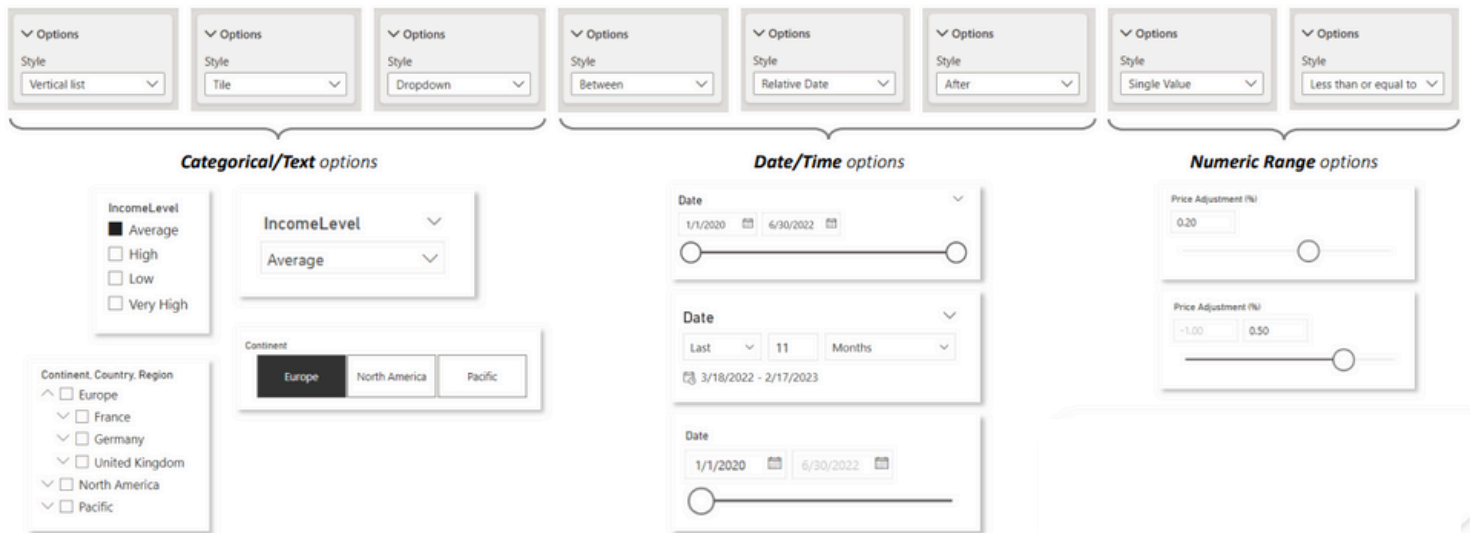 Options
Style
Vertical list
Options
Style
Tile
Options
Style
Dropdown
Options
Style
Between
Options
Style
Relative Date
Options
Style
After
Options
Style
Single Value
Options
Style
Less than or equal to
Categorical/Text options
Date/Time options
Numeric Range options
IncomeLevel
Average
High
Low
Very High
IncomeLevel
Average
Continent
Europe North America Pacific
Continent, Country, Region
Europe
France
Germany
United Kingdom
North America
Pacific
Date
1/1/2020 6/30/2022
Date
Last 11 Months
3/18/2022 - 2/17/2023
Date
1/1/2020 6/30/2022
Price Adjustment (%)
0.20
Price Adjustment (%)
-1.00 0.50